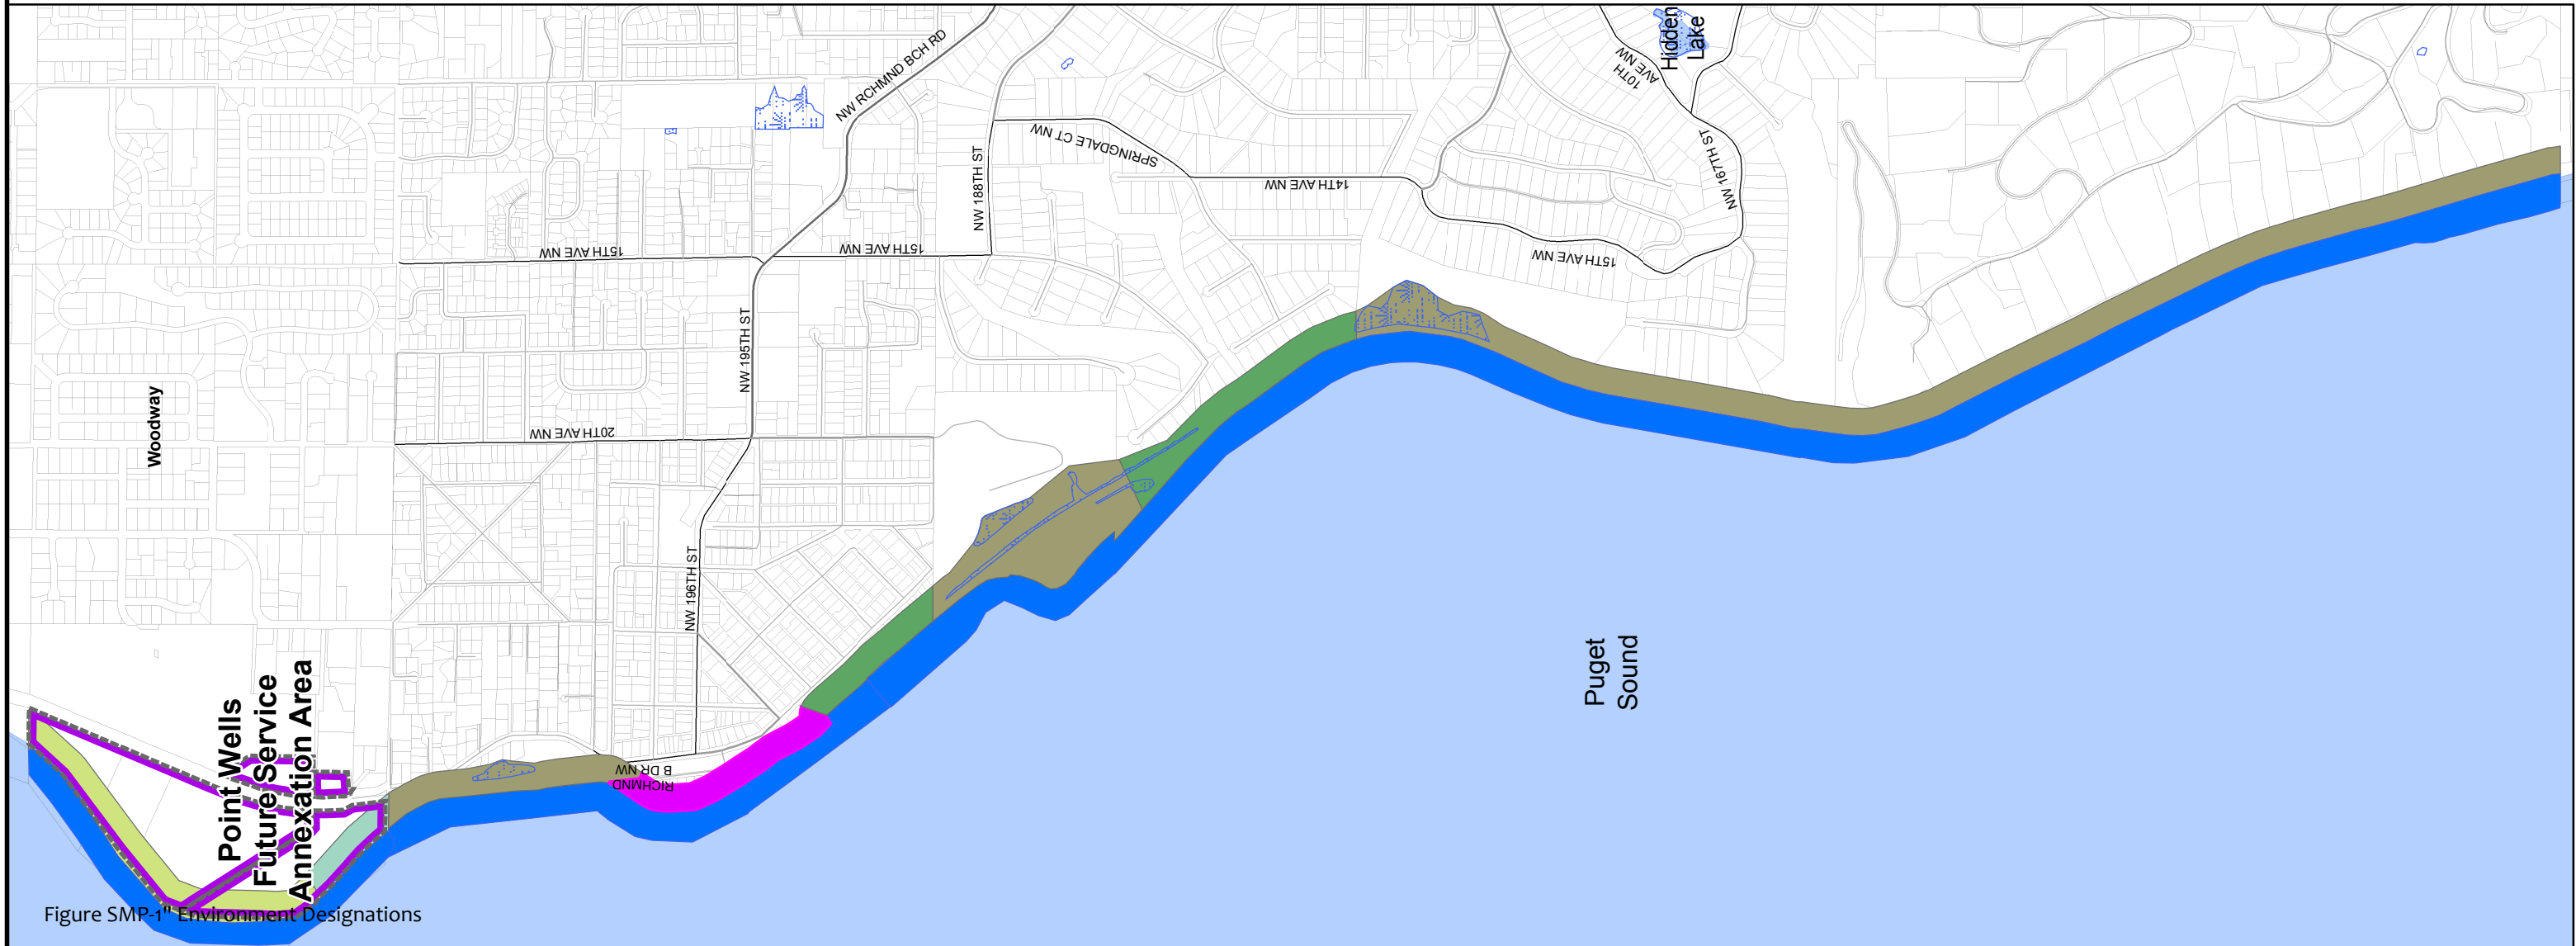 Hidden
Lake
10TH
AVE NW
NW RCHMND BCH RD
SPRINGDALE CT NW
NW 167TH ST
NW 188TH ST
14TH AVE NW
15TH AVE NW
15TH AVE NW
15TH AVE NW
NW 195TH ST
Woodway
20TH AVE NW
NW 196TH ST
Puget
Sound
Point Wells
Future Service
Annexation Area
RICHMND
B DR NW
Figure SMP-1" Environment Designations